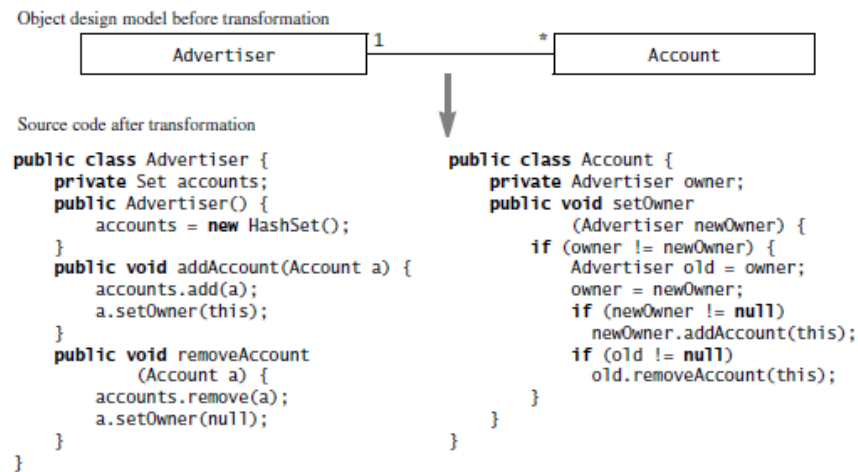 Object design model before transformation
1
*
Advertiser
Account
Source code after transformation
public class Advertiser {
    private Set accounts;
    public Advertiser() {
        accounts = new HashSet();
    }
    public void addAccount(Account a) {
        accounts.add(a);
        a.setOwner(this);
    }
    public void removeAccount
            (Account a) {
        accounts.remove(a);
        a.setOwner(null);
    }
}
public class Account {
    private Advertiser owner;
    public void setOwner
            (Advertiser newOwner) {
        if (owner != newOwner) {
            Advertiser old = owner;
            owner = newOwner;
            if (newOwner != null)
              newOwner.addAccount(this);
            if (old != null)
              old.removeAccount(this);
        }
    }
}